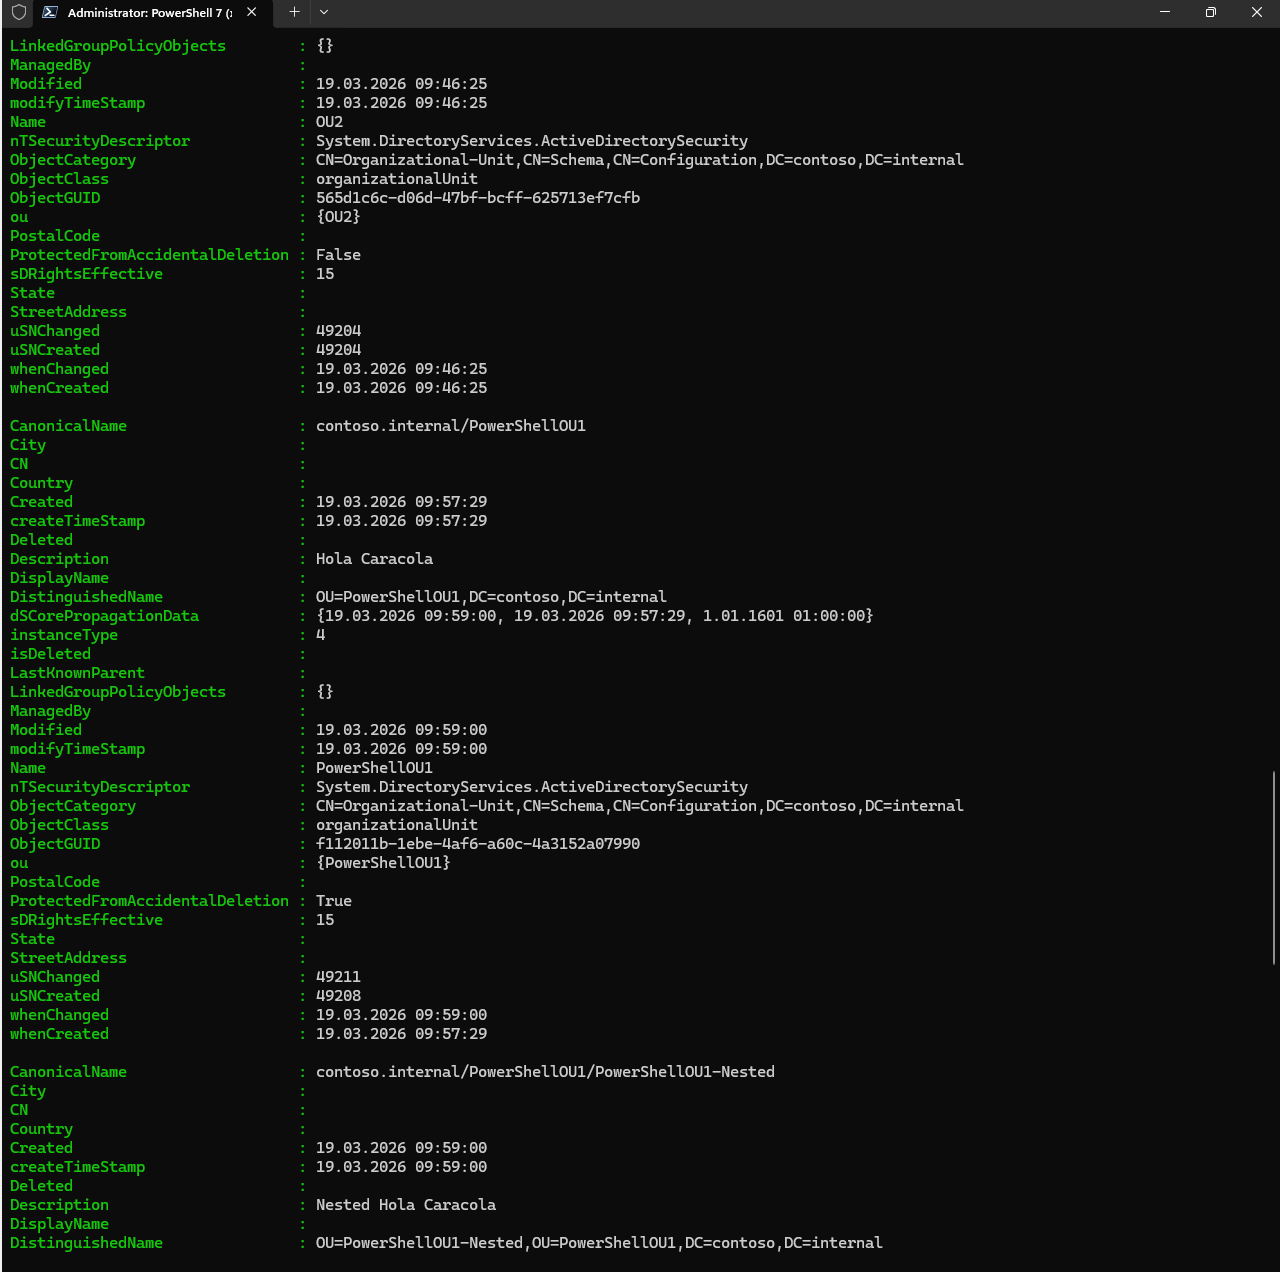 Administrator: PowerShell 7 (x
LinkedGroupPolicyObjects : {}
ManagedBy :
Modified : 19.03.2026 09:46:25
modifyTimeStamp : 19.03.2026 09:46:25
Name : OU2
nTSecurityDescriptor : System.DirectoryServices.ActiveDirectorySecurity
ObjectCategory : CN=Organizational-Unit,CN=Schema,CN=Configuration,DC=contoso,DC=internal
ObjectClass : organizationalUnit
ObjectGUID : 565d1c6c-d06d-47bf-bcff-625713ef7cfb
ou : {OU2}
PostalCode :
ProtectedFromAccidentalDeletion : False
sDRightsEffective : 15
State :
StreetAddress :
uSNChanged : 49204
uSNCreated : 49204
whenChanged : 19.03.2026 09:46:25
whenCreated : 19.03.2026 09:46:25
CanonicalName : contoso.internal/PowerShellOU1
City :
CN :
Country :
Created : 19.03.2026 09:57:29
createTimeStamp : 19.03.2026 09:57:29
Deleted :
Description : Hola Caracola
DisplayName :
DistinguishedName : OU=PowerShellOU1,DC=contoso,DC=internal
dSCorePropagationData : {19.03.2026 09:59:00, 19.03.2026 09:57:29, 1.01.1601 01:00:00}
instanceType : 4
isDeleted :
LastKnownParent :
LinkedGroupPolicyObjects : {}
ManagedBy :
Modified : 19.03.2026 09:59:00
modifyTimeStamp : 19.03.2026 09:59:00
Name : PowerShellOU1
nTSecurityDescriptor : System.DirectoryServices.ActiveDirectorySecurity
ObjectCategory : CN=Organizational-Unit,CN=Schema,CN=Configuration,DC=contoso,DC=internal
ObjectClass : organizationalUnit
ObjectGUID : f112011b-1ebe-4af6-a60c-4a3152a07990
ou : {PowerShellOU1}
PostalCode :
ProtectedFromAccidentalDeletion : True
sDRightsEffective : 15
State :
StreetAddress :
uSNChanged : 49211
uSNCreated : 49208
whenChanged : 19.03.2026 09:59:00
whenCreated : 19.03.2026 09:57:29
CanonicalName : contoso.internal/PowerShellOU1/PowerShellOU1-Nested
City :
CN :
Country :
Created : 19.03.2026 09:59:00
createTimeStamp : 19.03.2026 09:59:00
Deleted :
Description : Nested Hola Caracola
DisplayName :
DistinguishedName : OU=PowerShellOU1-Nested,OU=PowerShellOU1,DC=contoso,DC=internal